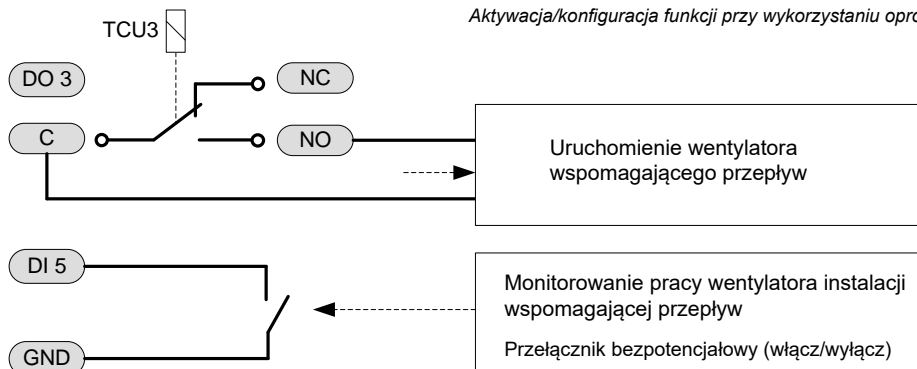 Aktywacja/konfiguracja funkcji przy wykorzystaniu
TCU3
DO 3
NC
C
NO
Uruchomienie wentylatora
wspomagającego przepływ
DI 5
Monitorowanie pracy wentylatora instalacji
wspomagającej przepływ
Przełącznik bezpotencjałowy (włącz/wyłącz)
GND